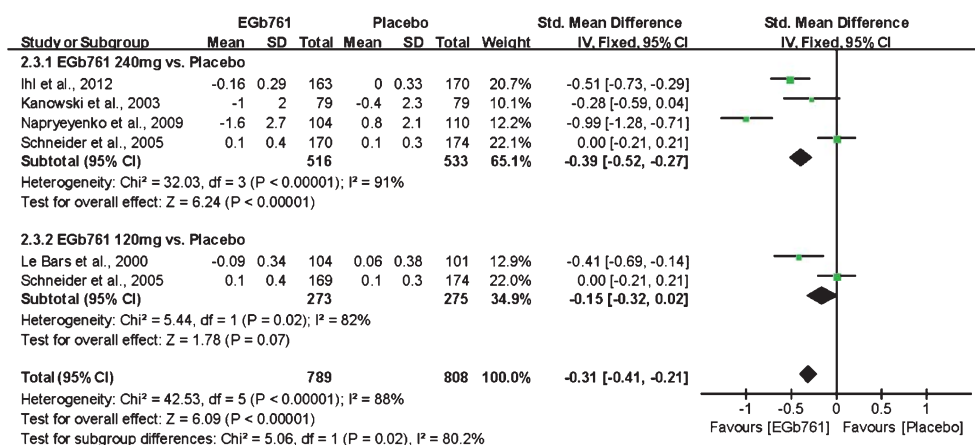 EGb761 Placebo Std. Mean Difference Std. Mean Difference
Study or Subgroup Mean SD Total Mean SD Total Weight IV, Fixed, 95% CI IV, Fixed, 95% CI
2.3.1 EGb761 240mg vs. Placebo
Ihl et al., 2012 -0.16 0.29 163 0 0.33 170 20.7% -0.51 [-0.73, -0.29]
Kanowski et al., 2003 -1 2 79 -0.4 2.3 79 10.1% -0.28 [-0.59, 0.04]
Napryeyenko et al., 2009 -1.6 2.7 104 0.8 2.1 110 12.2% -0.99 [-1.28, -0.71]
Schneider et al., 2005 0.1 0.4 170 0.1 0.3 174 22.1% 0.00 [-0.21, 0.21]
Subtotal (95% CI) 516 533 65.1% -0.39 [-0.52, -0.27]
Heterogeneity: Chi² = 32.03, df = 3 (P < 0.00001); I² = 91%
Test for overall effect: Z = 6.24 (P < 0.00001)
2.3.2 EGb761 120mg vs. Placebo
Le Bars et al., 2000 -0.09 0.34 104 0.06 0.38 101 12.9% -0.41 [-0.69, -0.14]
Schneider et al., 2005 0.1 0.4 169 0.1 0.3 174 22.0% 0.00 [-0.21, 0.21]
Subtotal (95% CI) 273 275 34.9% -0.15 [-0.32, 0.02]
Heterogeneity: Chi² = 5.44, df = 1 (P = 0.02); I² = 82%
Test for overall effect: Z = 1.78 (P = 0.07)
Total (95% CI) 789 808 100.0% -0.31 [-0.41, -0.21]
Heterogeneity: Chi² = 42.53, df = 5 (P < 0.00001); I² = 88%
Test for overall effect: Z = 6.09 (P < 0.00001)
Test for subgroup differences: Chi² = 5.06, df = 1 (P = 0.02), I² = 80.2%
-1 -0.5 0 0.5 1
Favours [EGb761] Favours [Placebo]